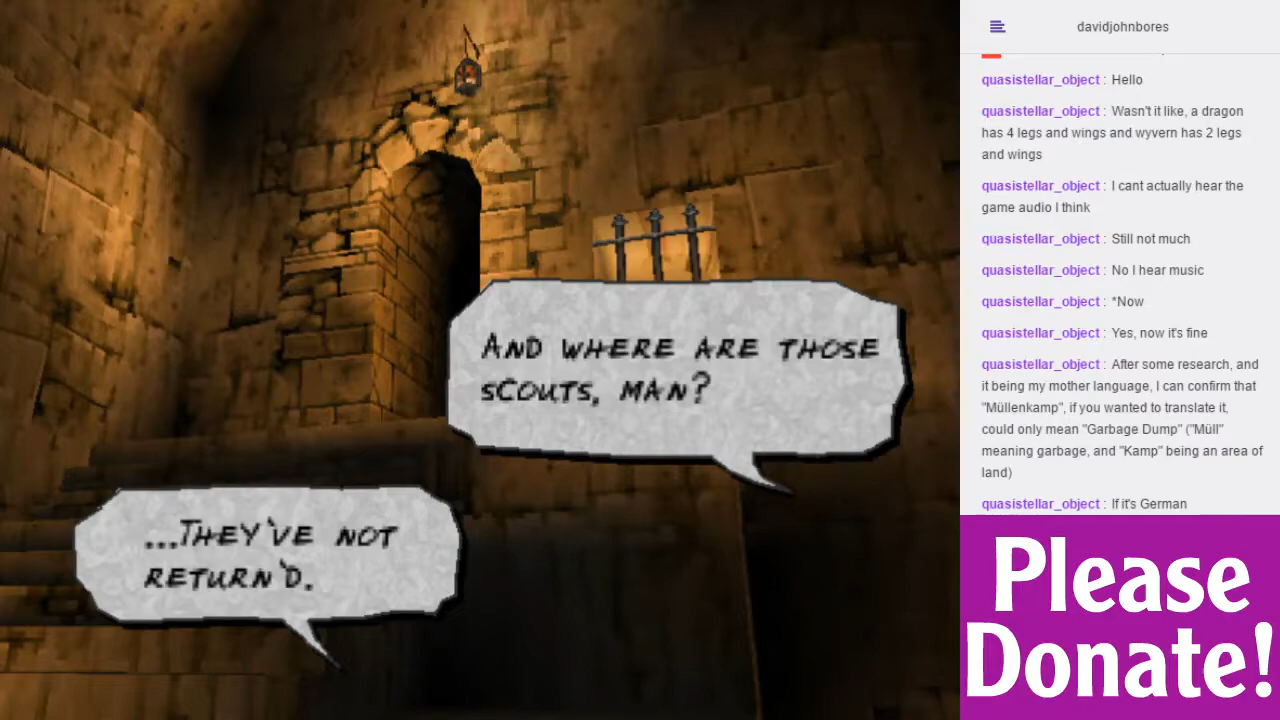 AND WHERE ARE THOSE
SCOUTS, MAN?
...THEY'VE NOT
RETURN'D.
davidjohnbores
quasistellar_object : Hello
quasistellar_object : Wasn't it like, a dragon
has 4 legs and wings and wyvern has 2 legs
and wings
quasistellar_object : I cant actually hear the
game audio I think
quasistellar_object : Still not much
quasistellar_object : No I hear music
quasistellar_object : *Now
quasistellar_object : Yes, now it's fine
quasistellar_object : After some research, and
it being my mother language, I can confirm that
"Müllenkamp", if you wanted to translate it,
could only mean "Garbage Dump" ("Müll"
meaning garbage, and "Kamp" being an area of
land)
quasistellar_object : If it's German
Please
Donate!